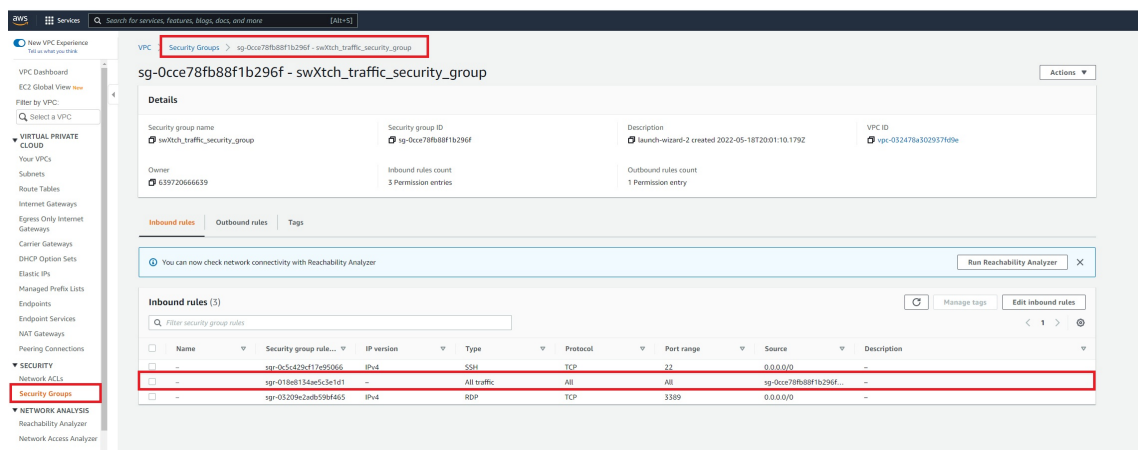 aws Services Search for services, features, blogs, docs, and more [Alt+S]
New VPC Experience
Tell us what you think
VPC Dashboard
EC2 Global View New
Filter by VPC:
Select a VPC
VIRTUAL PRIVATE CLOUD
Your VPCs
Subnets
Route Tables
Internet Gateways
Egress Only Internet Gateways
Carrier Gateways
DHCP Option Sets
Elastic IPs
Managed Prefix Lists
Endpoints
Endpoint Services
NAT Gateways
Peering Connections
SECURITY
Network ACLs
Security Groups
NETWORK ANALYSIS
Reachability Analyzer
Network Access Analyzer
VPC > Security Groups > sg-0cce78fb88f1b296f - swXtch_traffic_security_group
sg-0cce78fb88f1b296f - swXtch_traffic_security_group Actions
Details
Security group name Security group ID Description VPC ID
swXtch_traffic_security_group sg-0cce78fb88f1b296f launch-wizard-2 created 2022-05-18T20:01:10.179Z vpc-032478a302937fd9e
Owner Inbound rules count Outbound rules count
639720666639 3 Permission entries 1 Permission entry
Inbound rules Outbound rules Tags
You can now check network connectivity with Reachability Analyzer Run Reachability Analyzer
Inbound rules (3) Manage tags Edit inbound rules
Filter security group rules 1
Name Security group rule... IP version Type Protocol Port range Source Description
– sgr-0c5c429cf17e95066 IPv4 SSH TCP 22 0.0.0.0/0 –
– sgr-018e8134ae5c3e1d1 – All traffic All All sg-0cce78fb88f1b296f... –
– sgr-03209e2adb59bf465 IPv4 RDP TCP 3389 0.0.0.0/0 –